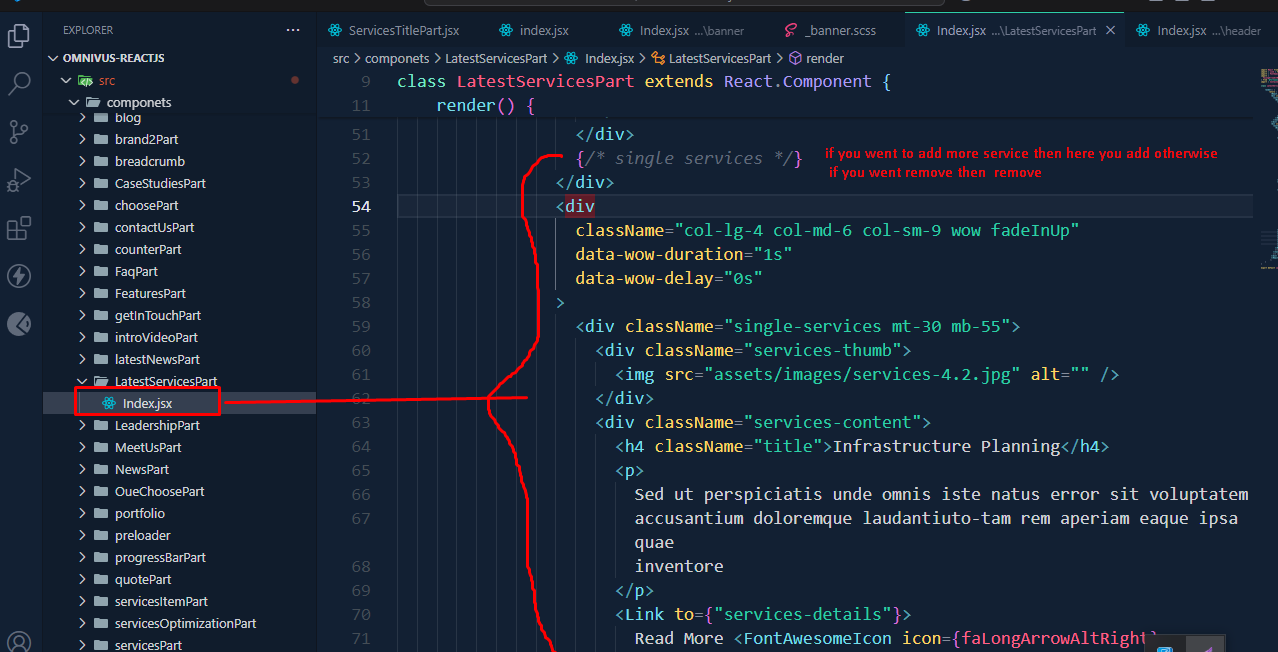 EXPLORER
OMNIVUS-REACTJS
src
componets
blog
brand2Part
breadcrumb
CaseStudiesPart
choosePart
contactUsPart
counterPart
FaqPart
FeaturesPart
getInTouchPart
introVideoPart
latestNewsPart
LatestServicesPart
Index.jsx
LeadershipPart
MeetUsPart
NewsPart
OueChoosePart
portfolio
preloader
progressBarPart
quotePart
servicesItemPart
servicesOptimizationPart
servicesPart
ServicesTitlePart.jsx index.jsx Index.jsx ...\banner _banner.scss Index.jsx ...\LatestServicesPart Index.jsx ...\header
src > componets > LatestServicesPart > Index.jsx > LatestServicesPart > render
9 class LatestServicesPart extends React.Component {
11 render() {
51 </div>
52 {/* single services */}
if you went to add more service then here you add otherwise
if you went remove then remove
53 </div>
54 <div
55 className="col-lg-4 col-md-6 col-sm-9 wow fadeInUp"
56 data-wow-duration="1s"
57 data-wow-delay="0s"
58 >
59 <div className="single-services mt-30 mb-55">
60 <div className="services-thumb">
61 <img src="assets/images/services-4.2.jpg" alt="" />
62 </div>
63 <div className="services-content">
64 <h4 className="title">Infrastructure Planning</h4>
65 <p>
66 Sed ut perspiciatis unde omnis iste natus error sit voluptatem
67 accusantium doloremque laudantiuto-tam rem aperiam eaque ipsa
quae
68 inventore
69 </p>
70 <Link to={"services-details"}>
71 Read More <FontAwesomeIcon icon={faLongArrowAltRight}